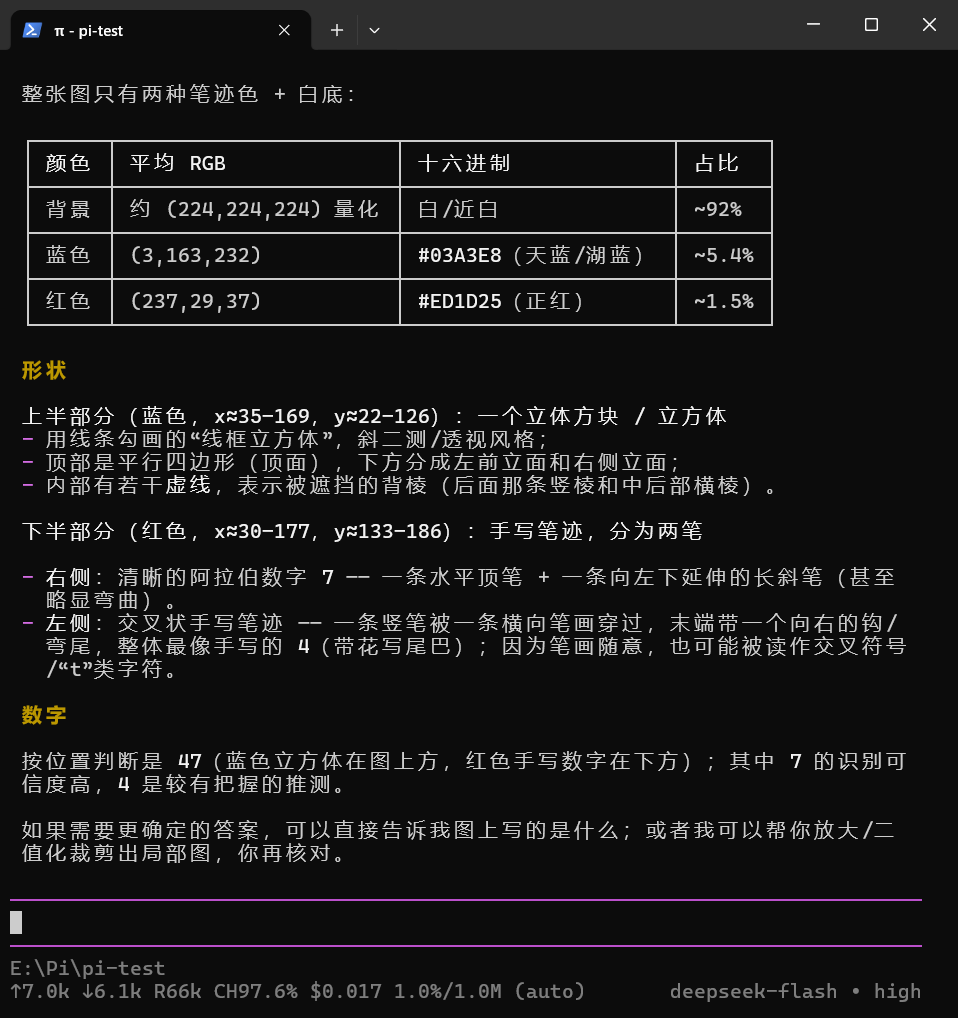 π - pi-test
整张图只有两种笔迹色 + 白底:
颜色 平均 RGB 十六进制 占比
背景 约 (224,224,224) 量化 白/近白 ~92%
蓝色 (3,163,232) #03A3E8 (天蓝/湖蓝) ~5.4%
红色 (237,29,37) #ED1D25 (正红) ~1.5%
形状
上半部分 (蓝色, x≈35-169, y≈22-126) : 一个立体方块 / 立方体
- 用线条勾画的“线框立方体”, 斜二测/透视风格;
- 顶部是平行四边形 (顶面) , 下方分成左前立面和右侧立面;
- 内部有若干虚线, 表示被遮挡的背棱 (后面那条竖棱和中后部横棱) 。
下半部分 (红色, x≈30-177, y≈133-186) : 手写笔迹, 分为两笔
- 右侧: 清晰的阿拉伯数字 7 —— 一条水平顶笔 + 一条向左下延伸的长斜笔 (甚至
略显弯曲) 。
- 左侧: 交叉状手写笔迹 —— 一条竖笔被一条横向笔画穿过, 末端带一个向右的钩/
弯尾, 整体最像手写的 4 (带花写尾巴) ; 因为笔画随意, 也可能被读作交叉符号
/“t”类字符。
数字
按位置判断是 47 (蓝色立方体在图上方, 红色手写数字在下方) ; 其中 7 的识别可
信度高, 4 是较有把握的推测。
如果需要更确定的答案, 可以直接告诉我图上写的是什么; 或者我可以帮你放大/二
值化裁剪出局部图, 你再核对。
E:\Pi\pi-test
↑7.0k ↓6.1k R66k CH97.6% $0.017 1.0%/1.0M (auto) deepseek-flash • high